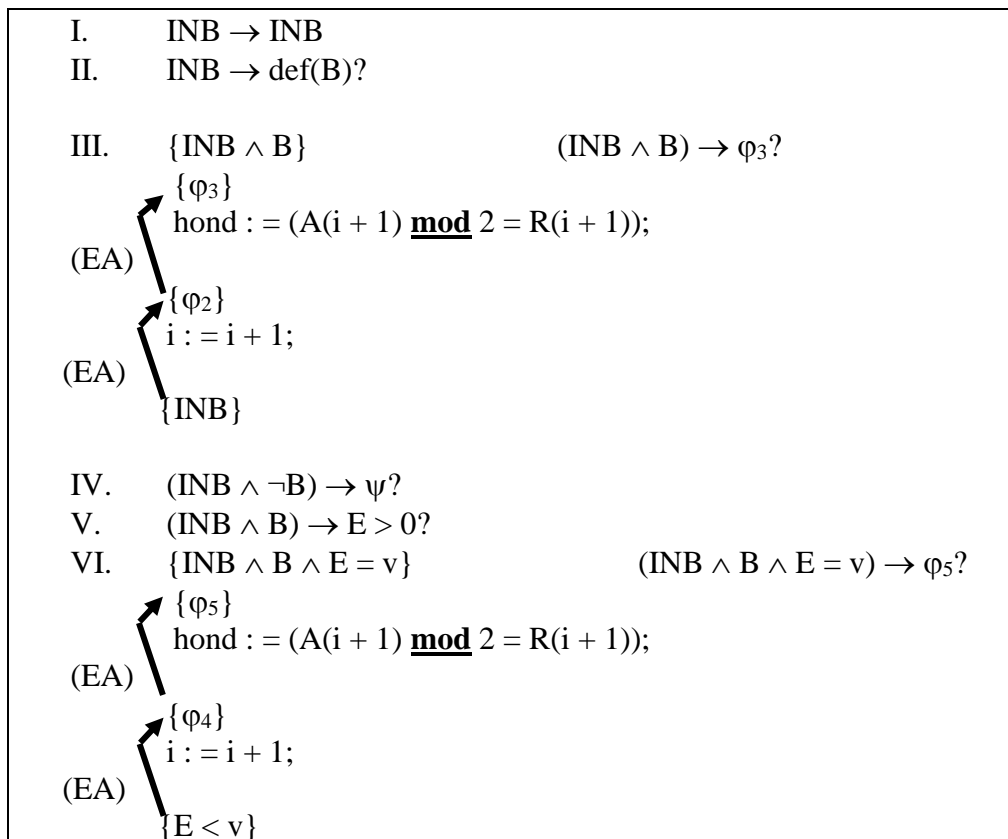 I. INB → INB
II. INB → def(B)?
III. {INB ∧ B} (INB ∧ B) → φ₃?
{φ₃}
hond : = (A(i + 1) mod 2 = R(i + 1));
(EA)
{φ₂}
i : = i + 1;
(EA)
{INB}
IV. (INB ∧ ¬B) → ψ?
V. (INB ∧ B) → E > 0?
VI. {INB ∧ B ∧ E = v} (INB ∧ B ∧ E = v) → φ₅?
{φ₅}
hond : = (A(i + 1) mod 2 = R(i + 1));
(EA)
{φ₄}
i : = i + 1;
(EA)
{E < v}